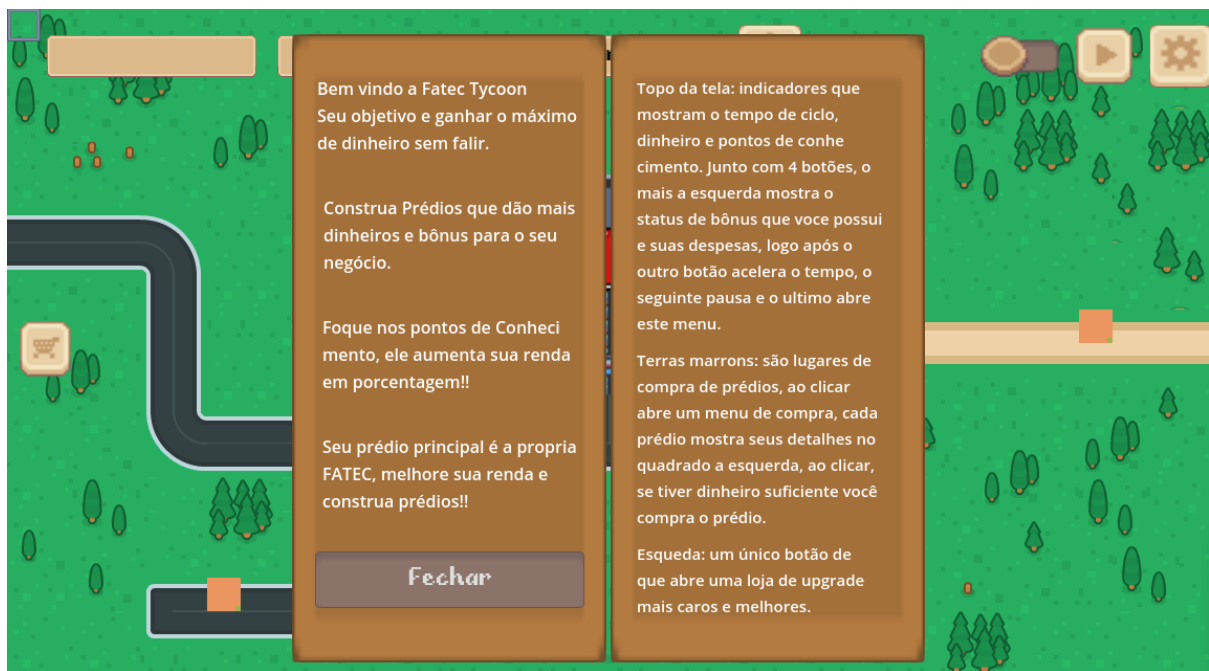 Bem vindo a Fatec Tycoon
Seu objetivo e ganhar o máximo
de dinheiro sem falir.
Construa Prédios que dão mais
dinheiros e bônus para o seu
negócio.
Foque nos pontos de Conheci
mento, ele aumenta sua renda
em porcentagem!!
Seu prédio principal é a propria
FATEC, melhore sua renda e
construa prédios!!
Fechar
Topo da tela: indicadores que
mostram o tempo de ciclo,
dinheiro e pontos de conhe
cimento. Junto com 4 botões, o
mais a esquerda mostra o
status de bônus que voce possui
e suas despesas, logo após o
outro botão acelera o tempo, o
seguinte pausa e o ultimo abre
este menu.
Terras marrons: são lugares de
compra de prédios, ao clicar
abre um menu de compra, cada
prédio mostra seus detalhes no
quadrado a esquerda, ao clicar,
se tiver dinheiro suficiente você
compra o prédio.
Esqueda: um único botão de
que abre uma loja de upgrade
mais caros e melhores.